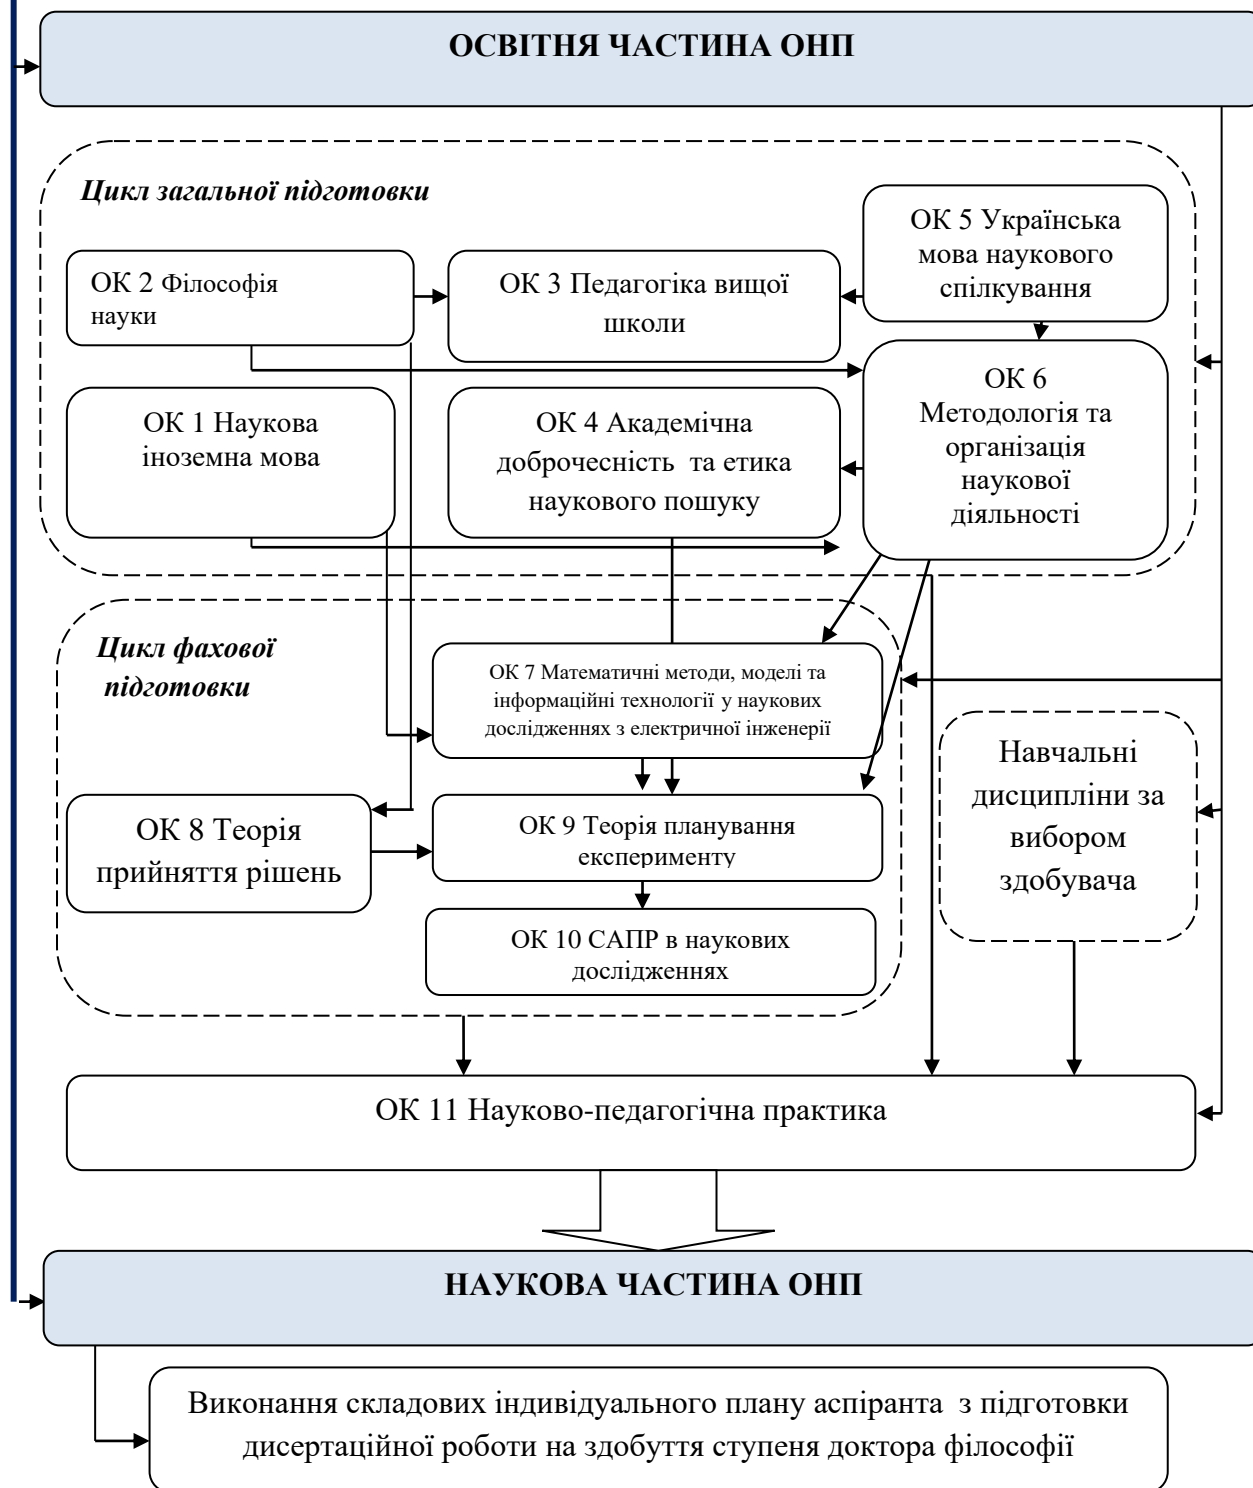 ОСВІТНЯ ЧАСТИНА ОНП
Цикл загальної підготовки
ОК 5 Українська
мова наукового
спілкування
ОК 2 Філософія
науки
ОК 3 Педагогіка вищої
школи
ОК 1 Наукова
іноземна мова
ОК 4 Академічна
доброчесність та етика
наукового пошуку
ОК 6
Методологія та
організація
наукової
діяльності
Цикл фахової
підготовки
ОК 7 Математичні методи, моделі та
інформаційні технології у наукових
дослідженнях з електричної інженерії
Навчальні
дисципліни за
вибором
здобувача
ОК 8 Теорія
прийняття рішень
ОК 9 Теорія планування
експерименту
ОК 10 САПР в наукових
дослідженнях
ОК 11 Науково-педагогічна практика
НАУКОВА ЧАСТИНА ОНП
Виконання складових індивідуального плану аспіранта з підготовки
дисертаційної роботи на здобуття ступеня доктора філософії